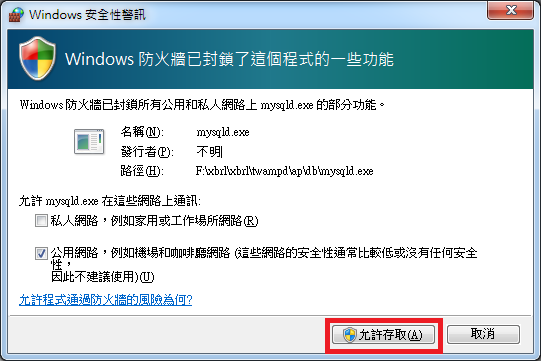 Windows 安全性警訊
Windows 防火牆已封鎖了這個程式的一些功能
Windows 防火牆已封鎖所有公用和私人網路上 mysqld.exe 的部分功能。
名稱(N): mysqld.exe
發行者(P): 不明
路徑(H): F:\xbrl\xbrl\twampd\ap\db\mysqld.exe
允許 mysqld.exe 在這些網路上通訊:
私人網路，例如家用或工作場所網路(R)
公用網路，例如機場和咖啡廳網路 (這些網路的安全性通常比較低或沒有任何安全
性，
因此不建議使用)(U)
允許程式通過防火牆的風險為何?
允許存取(A)
取消